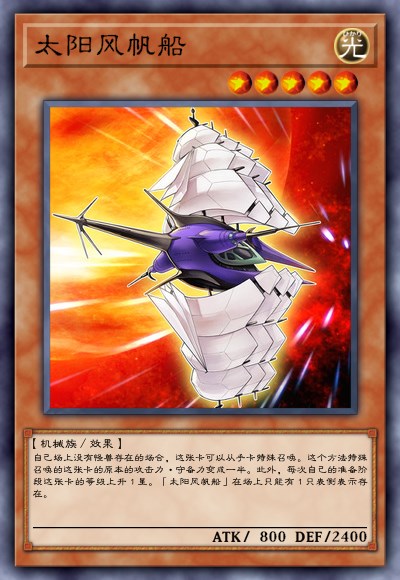 太阳风帆船
ひかり
光
【机械族／效果】
自己场上没有怪兽存在的场合，这张卡可以从手卡特殊召唤。这个方法特殊
召唤的这张卡的原本的攻击力・守备力变成一半。此外，每次自己的准备阶
段这张卡的等级上升１星。「太阳风帆船」在场上只能有１只表侧表示存
在。
ATK/ 800 DEF/2400